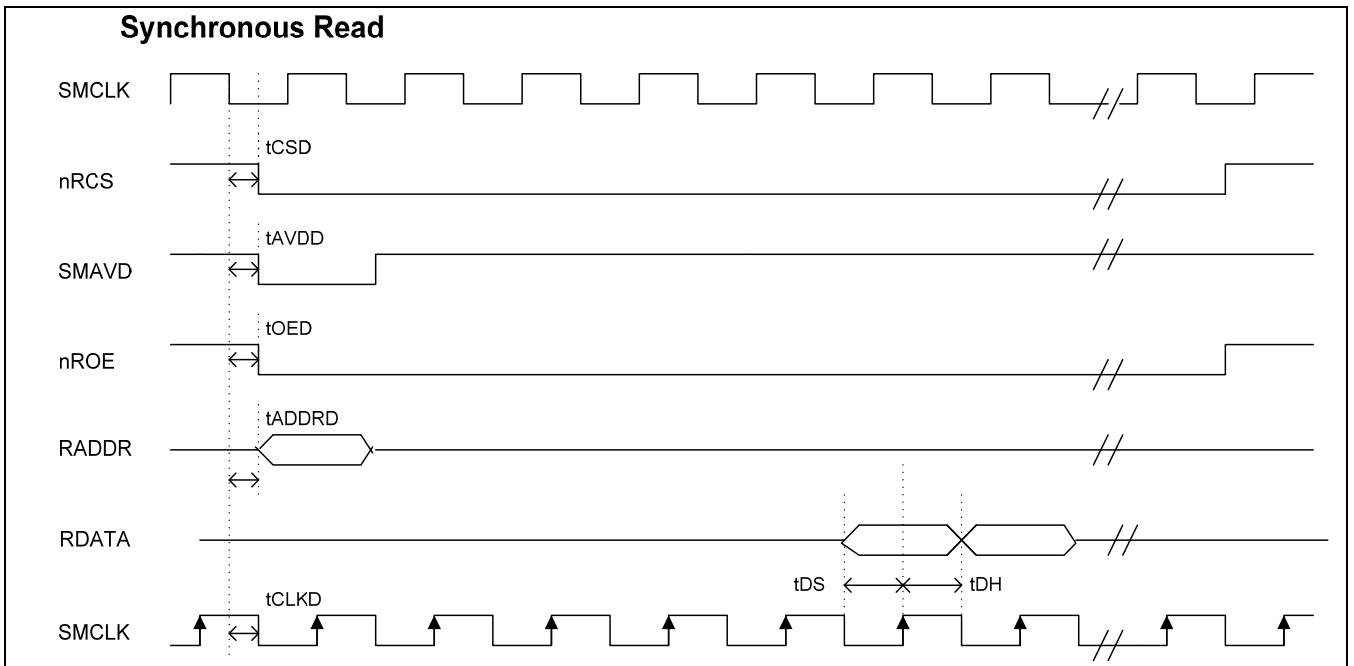 Synchronous Read
SMCLK
tCSD
nRCS
tAVDD
SMAVD
tOED
nROE
tADDRD
RADDR
RDATA
tDS
tDH
tCLKD
SMCLK